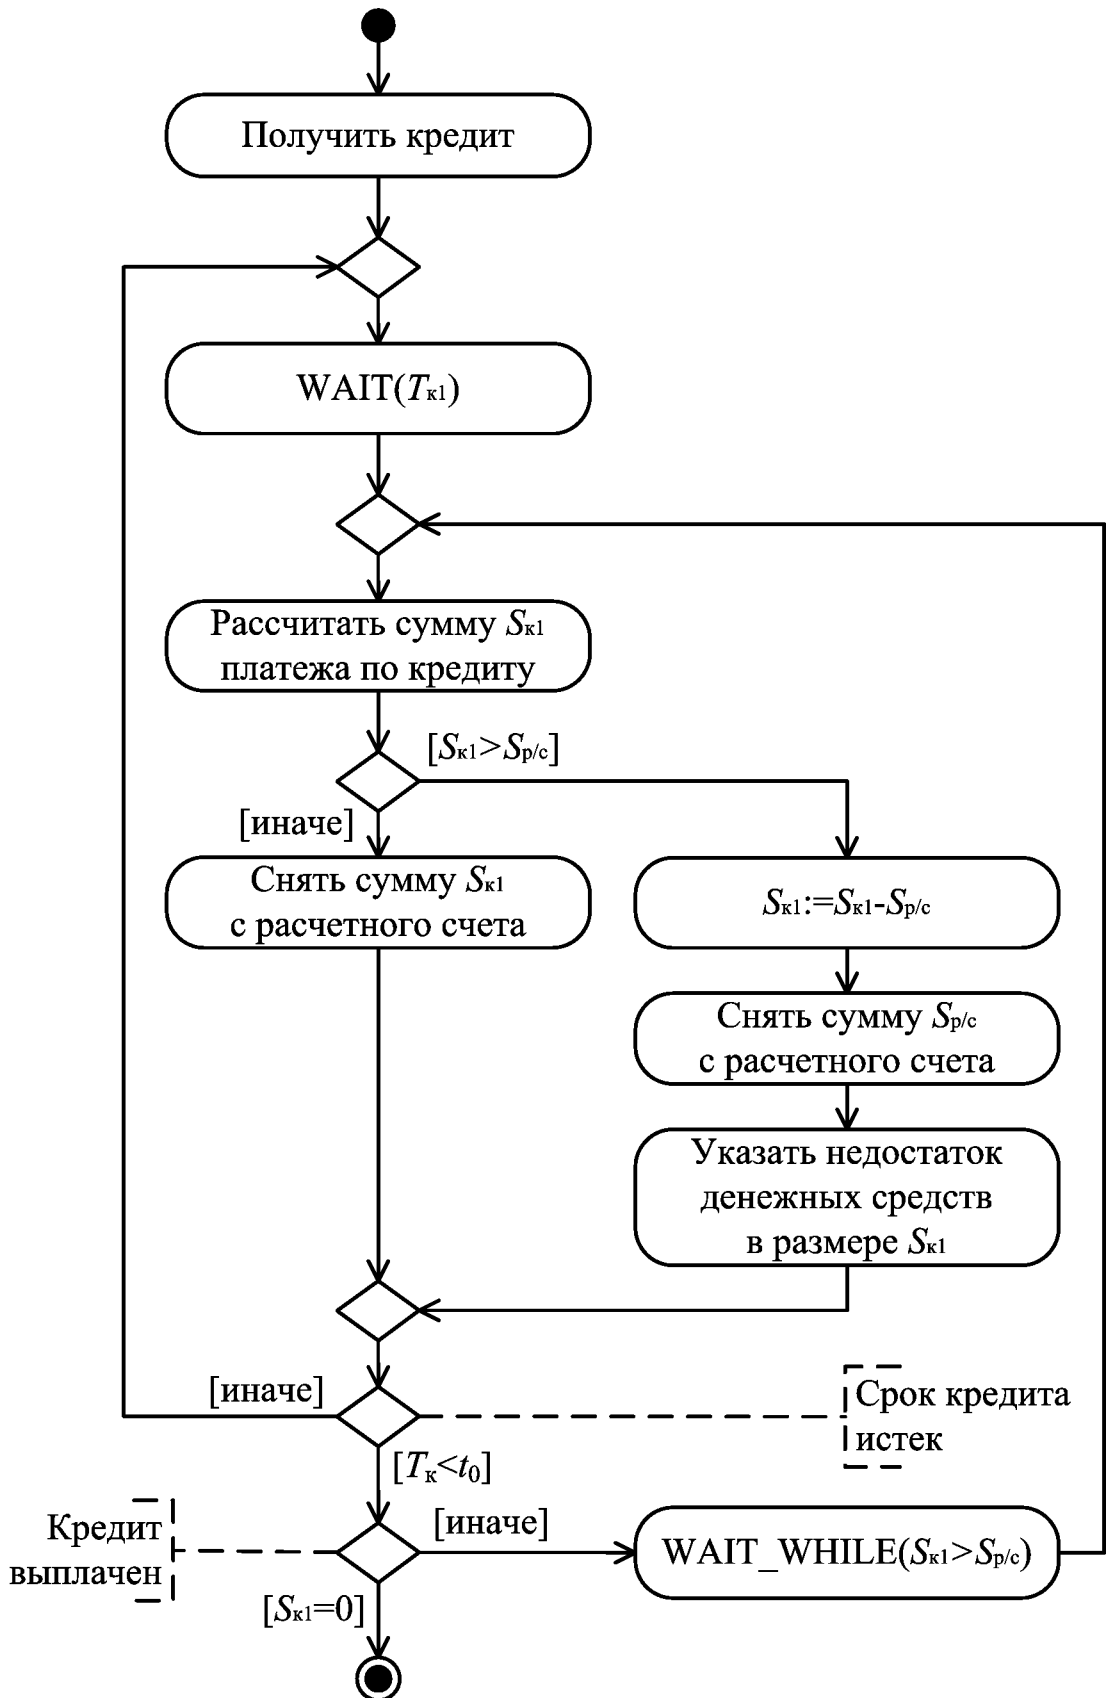 Получить кредит
WAIT(Tк1)
Рассчитать сумму Sк1
платежа по кредиту
[Sк1>Sр/с]
[иначе]
Снять сумму Sк1
с расчетного счета
Sк1:=Sк1-Sр/с
Снять сумму Sр/с
с расчетного счета
Указать недостаток
денежных средств
в размере Sк1
[иначе]
Срок кредита
истек
[Tк<t0]
Кредит
выплачен
[иначе]
WAIT_WHILE(Sк1>Sр/с)
[Sк1=0]